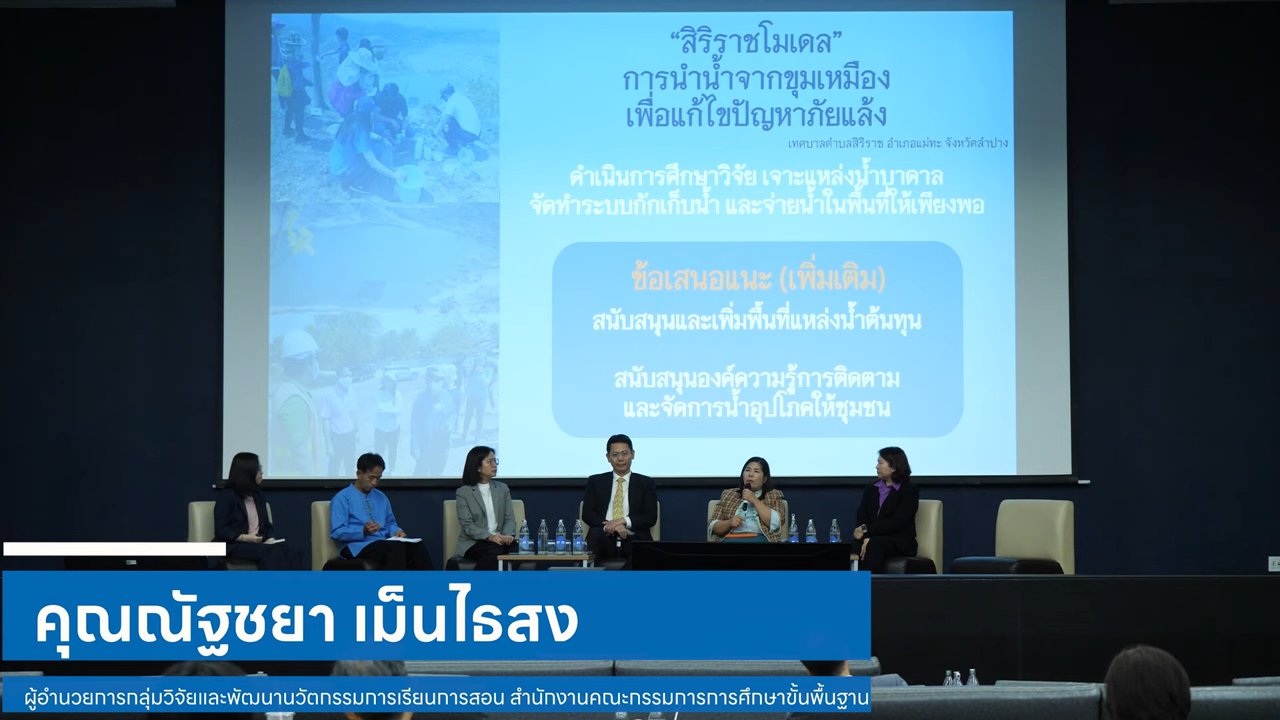 “สิริราชโมเดล”
การนำน้ำจากขุมเหมือง
เพื่อแก้ไขปัญหาภัยแล้ง
เทศบาลตำบลสิริราช อำเภอแม่ทะ จังหวัดลำปาง
ดำเนินการศึกษาวิจัย เจาะแหล่งน้ำบาดาล
จัดทำระบบกักเก็บน้ำ และจ่ายน้ำในพื้นที่ให้เพียงพอ
ข้อเสนอแนะ (เพิ่มเติม)
สนับสนุนและเพิ่มพื้นที่แหล่งน้ำต้นทุน
สนับสนุนองค์ความรู้การติดตาม
และจัดการน้ำอุปโภคให้ชุมชน
คุณณัฐชยา เม็นไธสง
ผู้อำนวยการกลุ่มวิจัยและพัฒนานวัตกรรมการเรียนการสอน สำนักงานคณะกรรมการการศึกษาขั้นพื้นฐาน